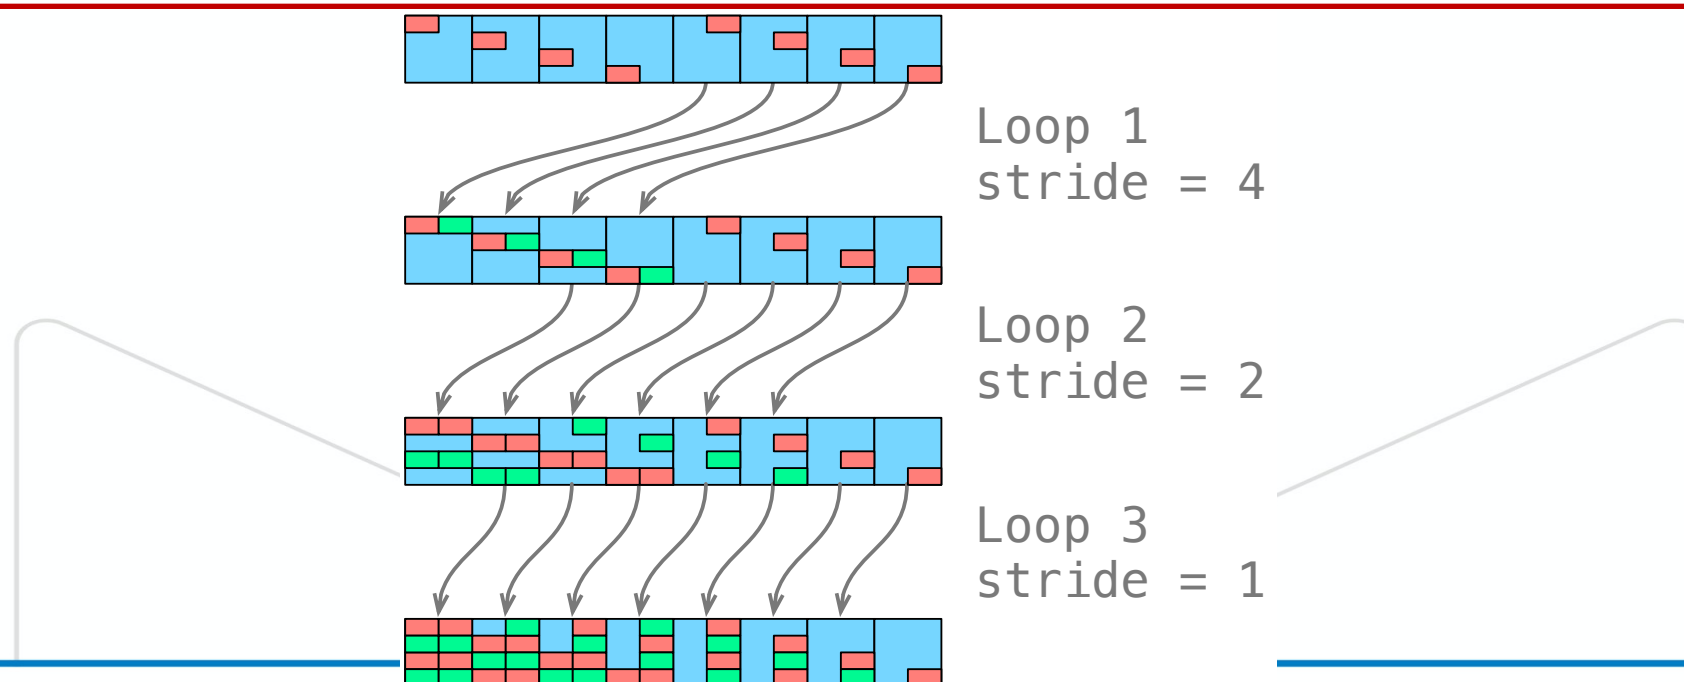 Loop 1
stride = 4
Loop 2
stride = 2
Loop 3
stride = 1